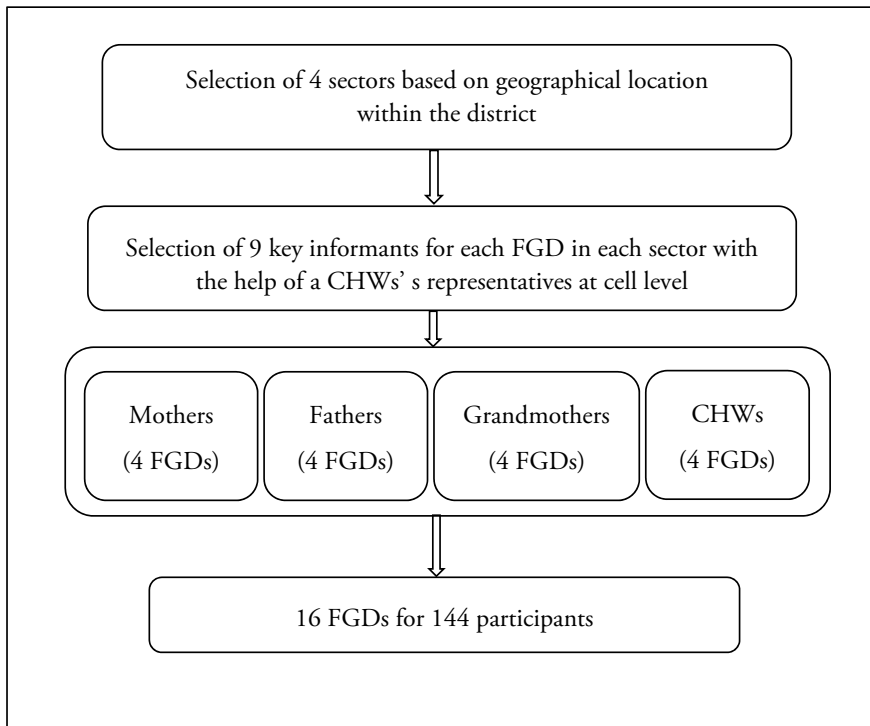 Selection of 4 sectors based on geographical location
within the district
Selection of 9 key informants for each FGD in each sector with
the help of a CHWs’ s representatives at cell level
Mothers
(4 FGDs)
Fathers
(4 FGDs)
Grandmothers
(4 FGDs)
CHWs
(4 FGDs)
16 FGDs for 144 participants